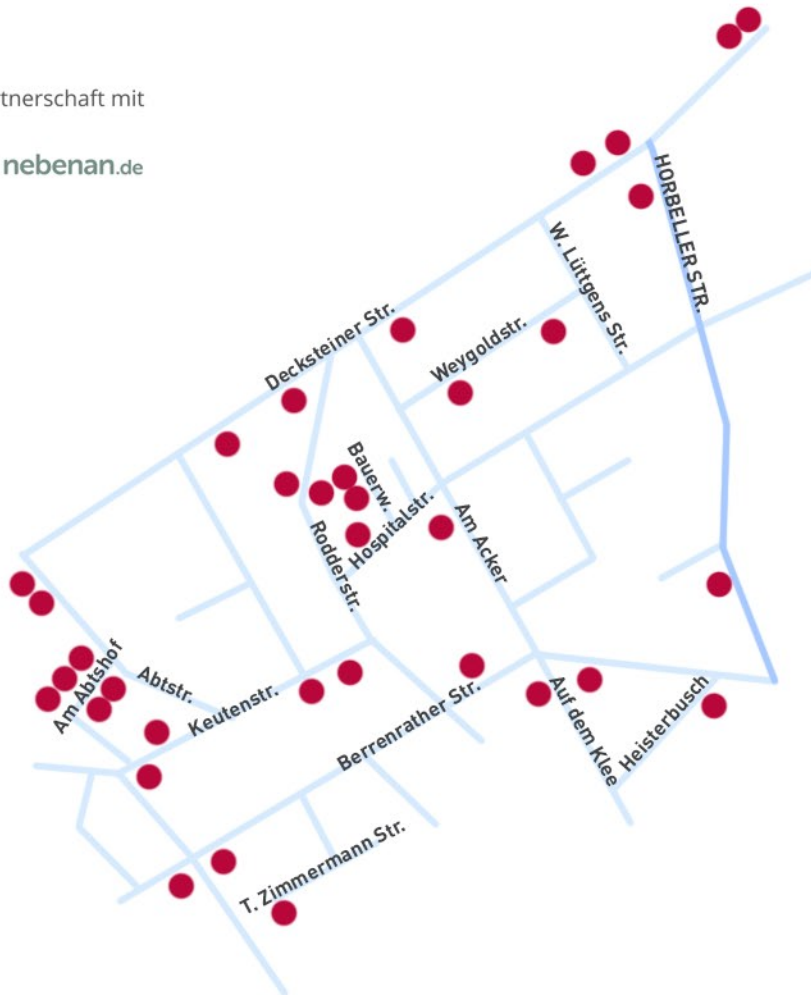 tnerschaft mit
nebenan.de
HORBELLER STR.
W. Lüttgens Str.
Decksteiner Str.
Weygoldstr.
Bauerw.
Hospitalstr.
Rodderstr.
Am Acker
Am Abtshof
Abtstr.
Keutenstr.
Berrenrather Str.
Auf dem Klee
Heisterbusch
T. Zimmermann Str.